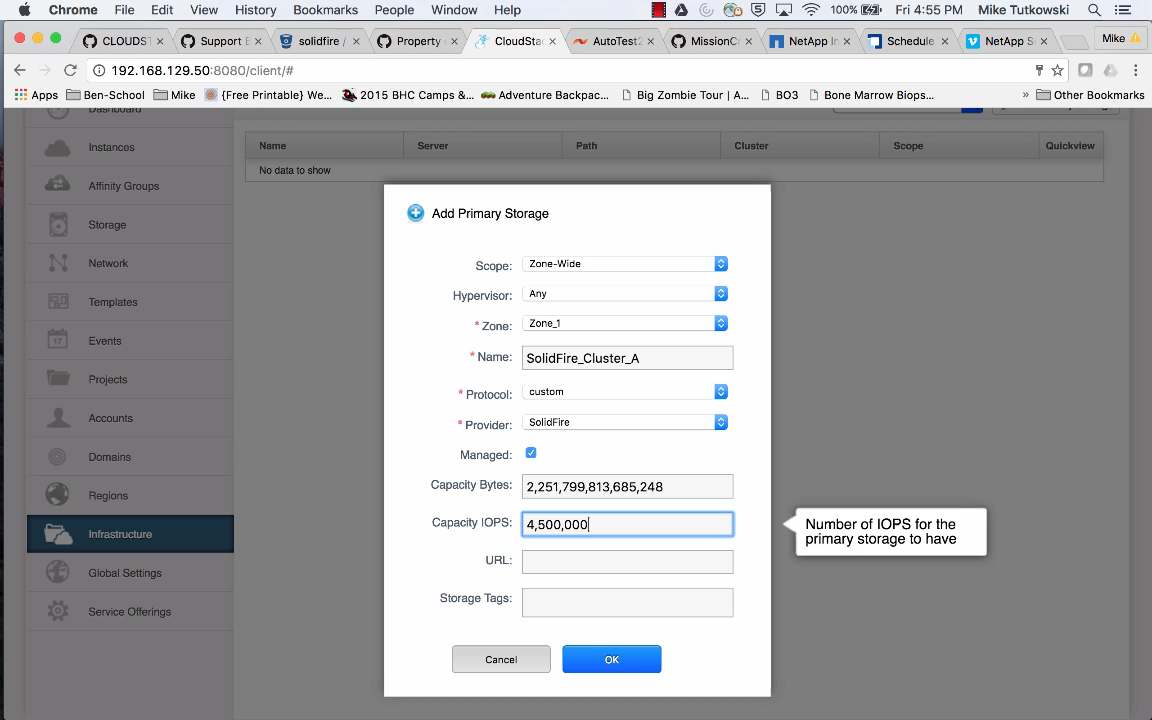 Chrome File Edit View History Bookmarks People Window Help 100% Fri 4:55 PM Mike Tutkowski
CLOUDST Support E solidfire / Property CloudStac AutoTest2 MissionC NetApp In Schedule NetApp S Mike
192.168.129.50:8080/client/#
Apps Ben-School Mike {Free Printable} We... 2015 BHC Camps &... Adventure Backpac... Big Zombie Tour | A... BO3 Bone Marrow Biops... » Other Bookmarks
Dashboard
Instances
Affinity Groups
Storage
Network
Templates
Events
Projects
Accounts
Domains
Regions
Infrastructure
Global Settings
Service Offerings
Name Server Path Cluster Scope Quickview
No data to show
Add Primary Storage
Scope: Zone-Wide
Hypervisor: Any
* Zone: Zone_1
* Name: SolidFire_Cluster_A
* Protocol: custom
* Provider: SolidFire
Managed:
Capacity Bytes: 2,251,799,813,685,248
Capacity IOPS: 4,500,000
URL:
Storage Tags:
Cancel OK
Number of IOPS for the
primary storage to have